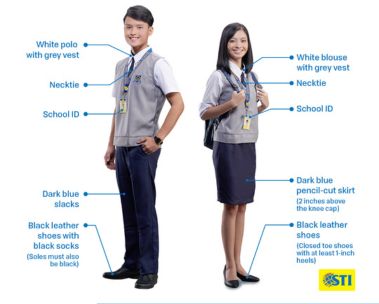 White polo
with grey vest
Necktie
School ID
Dark blue
slacks
Black leather
shoes with
black socks
(Soles must also
be black)
White blouse
with grey vest
Necktie
School ID
Dark blue
pencil-cut skirt
(2 inches above
the knee cap)
Black leather
shoes
(Closed toe shoes
with at least 1-inch
heels)
STI